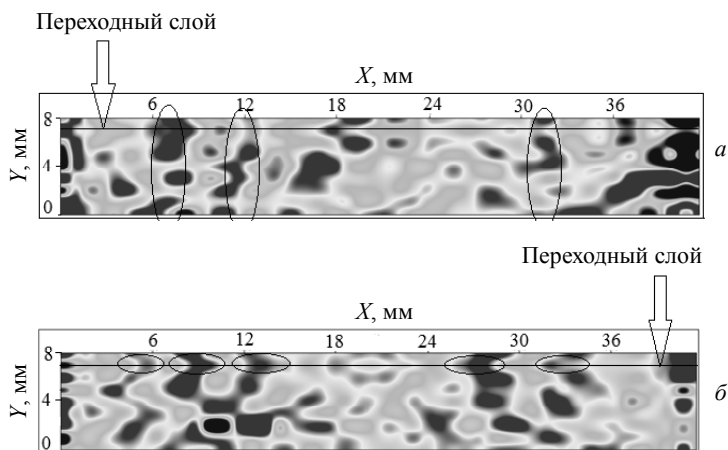 Переходный слой
X, мм
6 12 18 24 30 36
8
4
0
Y, мм
а
Переходный слой
X, мм
6 12 18 24 30 36
8
4
0
Y, мм
б